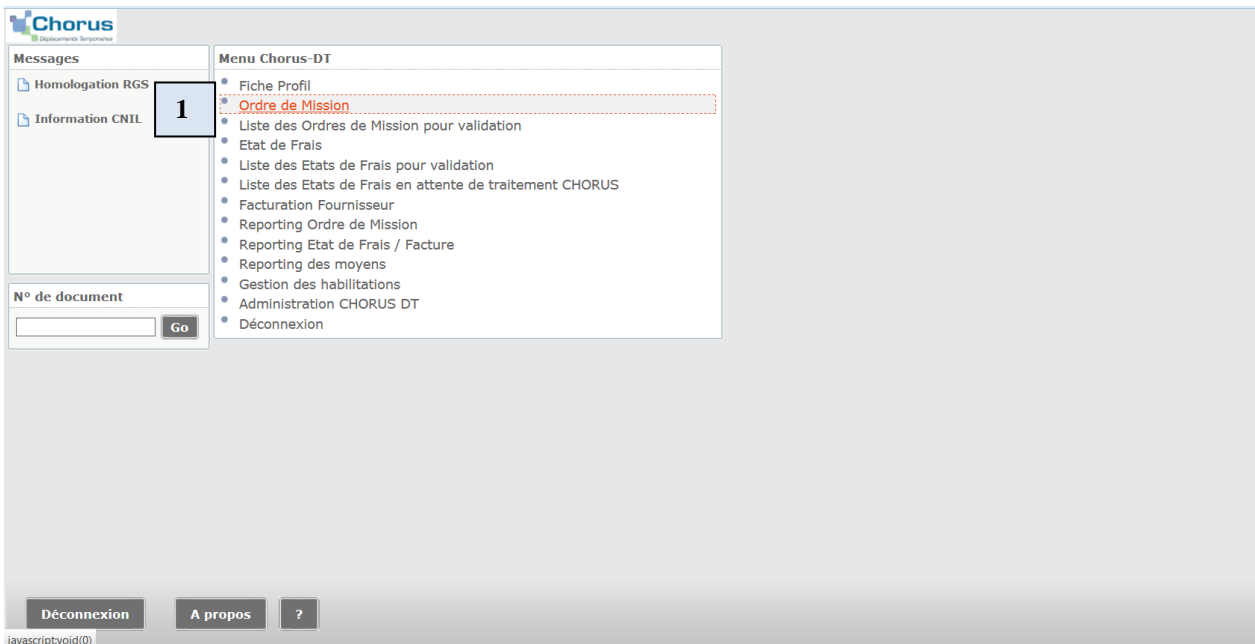 Chorus
Déplacements Temporaires
Messages
Homologation RGS
Information CNIL
1
Menu Chorus-DT
Fiche Profil
Ordre de Mission
Liste des Ordres de Mission pour validation
Etat de Frais
Liste des Etats de Frais pour validation
Liste des Etats de Frais en attente de traitement CHORUS
Facturation Fournisseur
Reporting Ordre de Mission
Reporting Etat de Frais / Facture
Reporting des moyens
Gestion des habilitations
Administration CHORUS DT
Déconnexion
Nº de document
Go
Déconnexion
A propos
?
javascript:void(0)